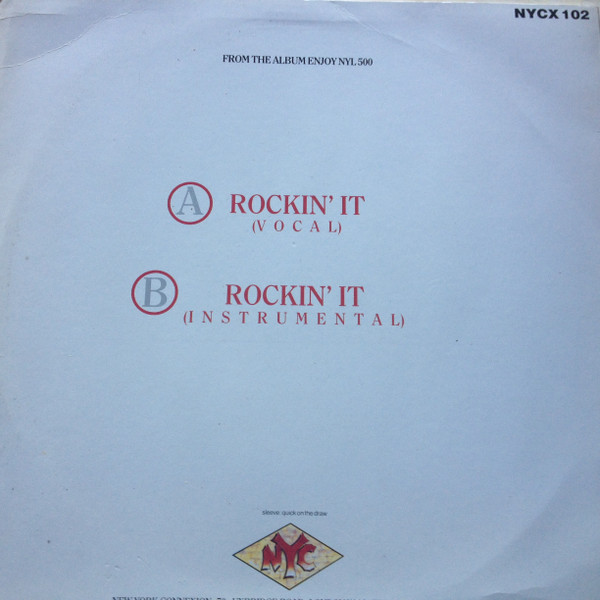 NYCX 102
FROM THE ALBUM ENJOY NYL 500
A ROCKIN' IT
(VOCAL)
B ROCKIN' IT
(INSTRUMENTAL)
sleeve: quick on the draw
NYC